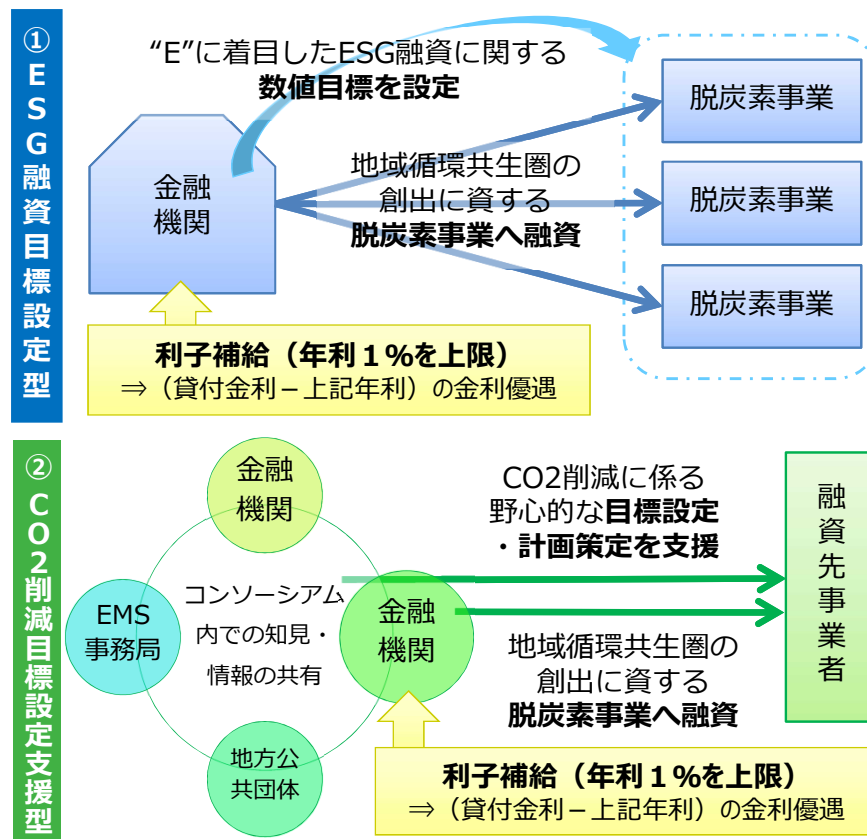 ①ESG融資目標設定型
“E”に着目したESG融資に関する
数値目標を設定
金融
機関
地域循環共生圏の
創出に資する
脱炭素事業へ融資
脱炭素事業
脱炭素事業
脱炭素事業
利子補給（年利１%を上限）
⇒（貸付金利－上記年利）の金利優遇
②CO2削減目標設定支援型
金融
機関
EMS
事務局
コンソーシアム
内での知見・
情報の共有
金融
機関
地方公
共団体
CO2削減に係る
野心的な目標設定
・計画策定を支援
地域循環共生圏の
創出に資する
脱炭素事業へ融資
融資先事業者
利子補給（年利１%を上限）
⇒（貸付金利－上記年利）の金利優遇